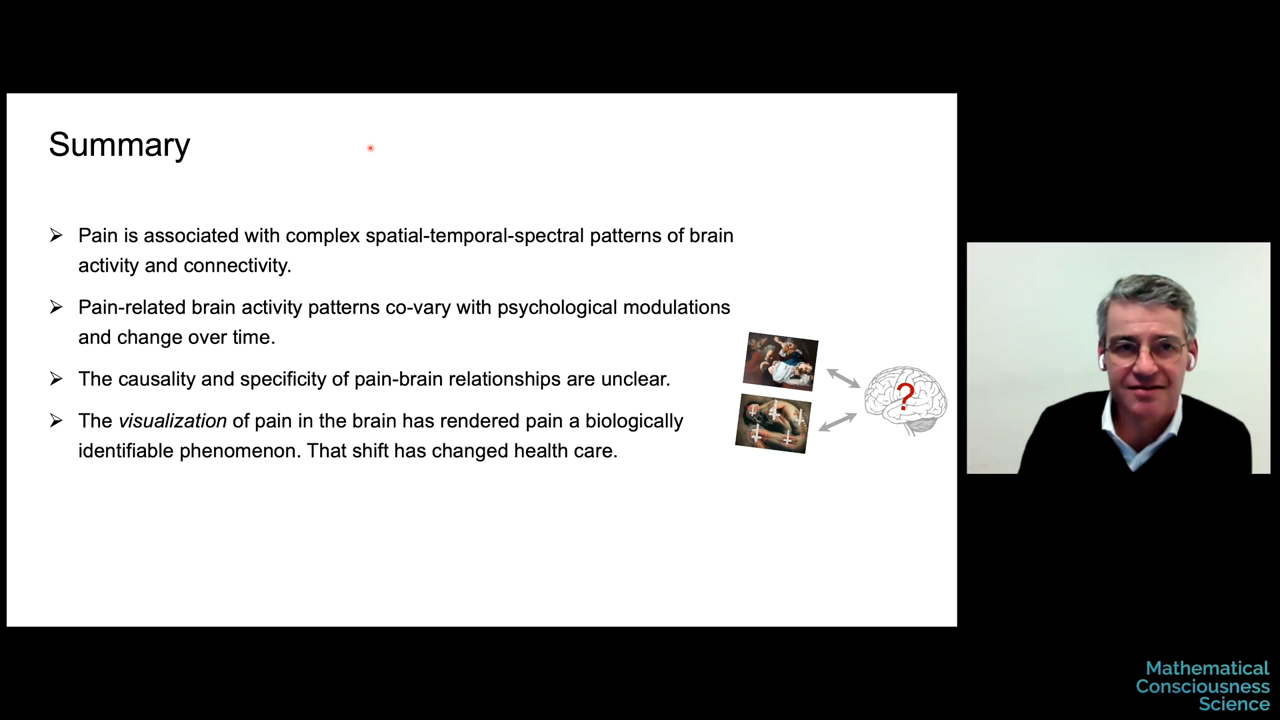 Summary
➢ Pain is associated with complex spatial-temporal-spectral patterns of brain
activity and connectivity.
➢ Pain-related brain activity patterns co-vary with psychological modulations
and change over time.
➢ The causality and specificity of pain-brain relationships are unclear.
➢ The visualization of pain in the brain has rendered pain a biologically
identifiable phenomenon. That shift has changed health care.
?
Mathematical
Consciousness
Science